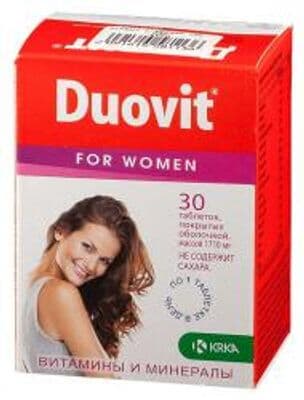 Duovit®
FOR WOMEN
30
таблеток,
покрытых
оболочкой,
массой 1710 мг
НЕ СОДЕРЖИТ
САХАРА.
ПО 1 ТАБЛЕТКЕ В ДЕНЬ
KRKA
ВИТАМИНЫ И МИНЕРАЛЫ